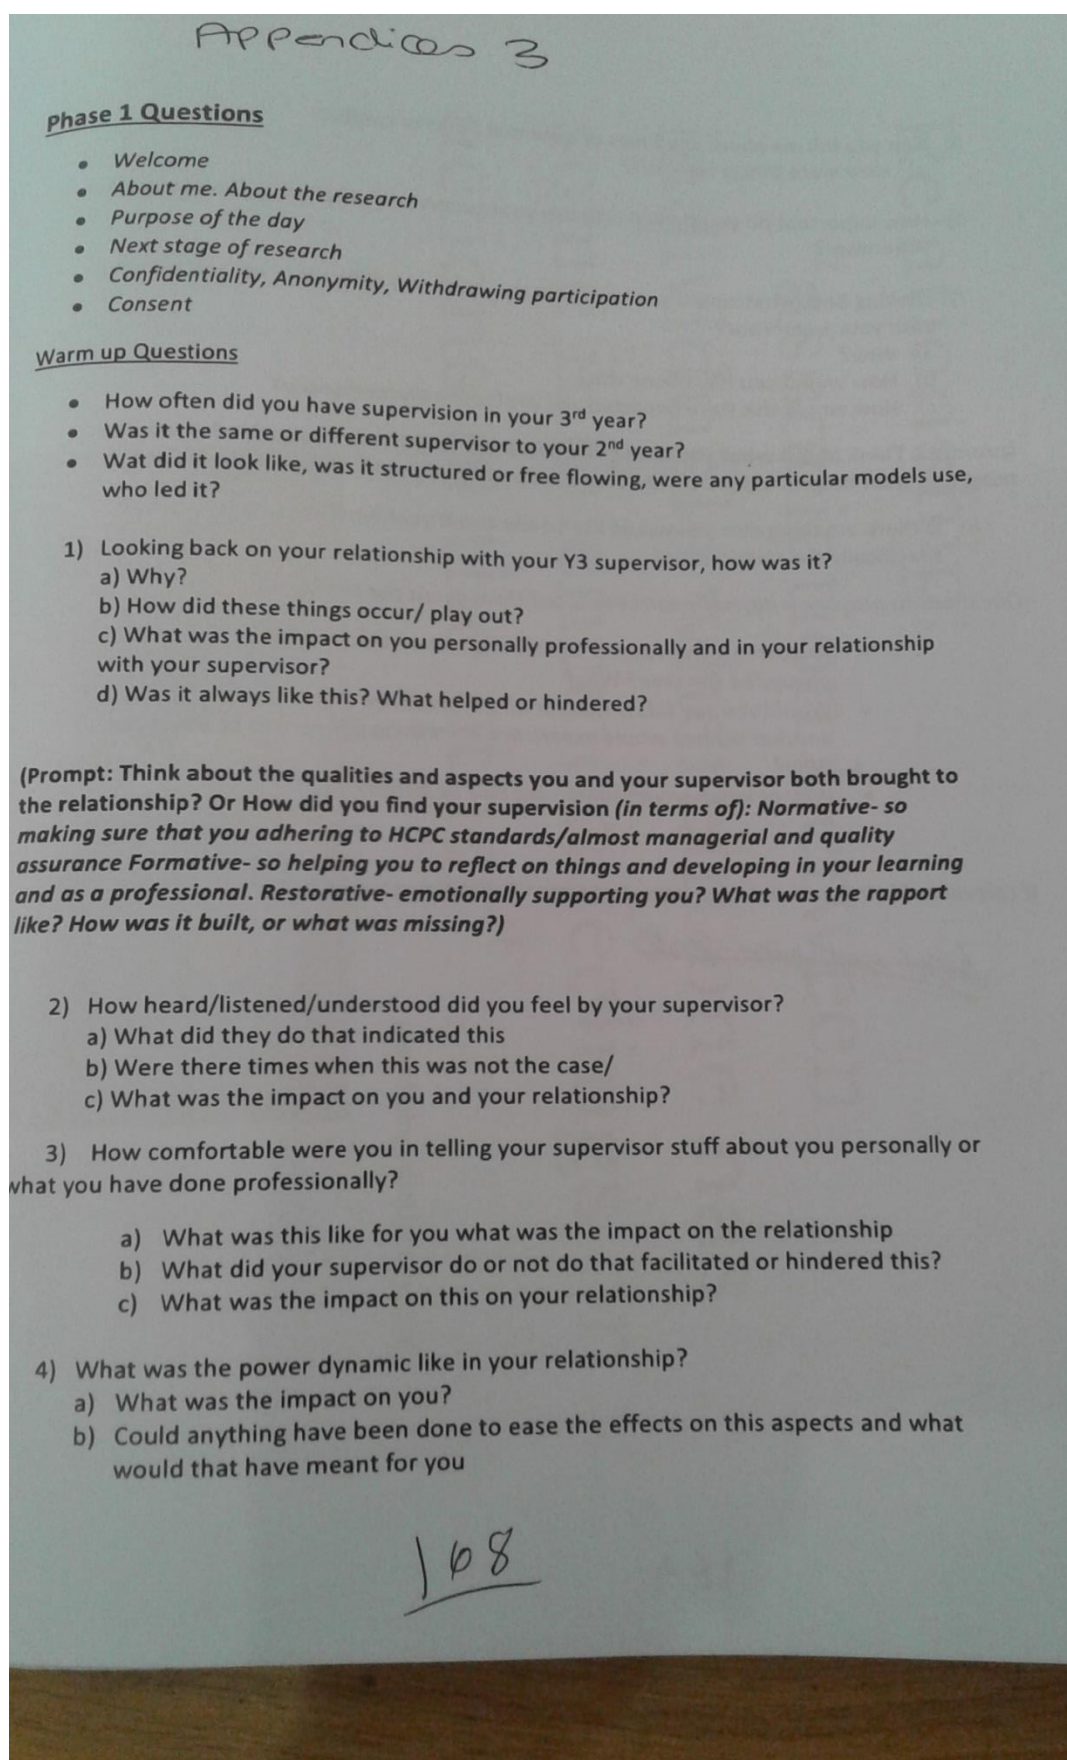 Appendices 3
Phase 1 Questions
• Welcome
• About me. About the research
• Purpose of the day
• Next stage of research
• Confidentiality, Anonymity, Withdrawing participation
• Consent
Warm up Questions
• How often did you have supervision in your 3rd year?
• Was it the same or different supervisor to your 2nd year?
• Wat did it look like, was it structured or free flowing, were any particular models use,
who led it?
1) Looking back on your relationship with your Y3 supervisor, how was it?
a) Why?
b) How did these things occur/ play out?
c) What was the impact on you personally professionally and in your relationship
with your supervisor?
d) Was it always like this? What helped or hindered?
(Prompt: Think about the qualities and aspects you and your supervisor both brought to
the relationship? Or How did you find your supervision (in terms of): Normative- so
making sure that you adhering to HCPC standards/almost managerial and quality
assurance Formative- so helping you to reflect on things and developing in your learning
and as a professional. Restorative- emotionally supporting you? What was the rapport
like? How was it built, or what was missing?)
2) How heard/listened/understood did you feel by your supervisor?
a) What did they do that indicated this
b) Were there times when this was not the case/
c) What was the impact on you and your relationship?
3) How comfortable were you in telling your supervisor stuff about you personally or
what you have done professionally?
a) What was this like for you what was the impact on the relationship
b) What did your supervisor do or not do that facilitated or hindered this?
c) What was the impact on this on your relationship?
4) What was the power dynamic like in your relationship?
a) What was the impact on you?
b) Could anything have been done to ease the effects on this aspects and what
would that have meant for you
168